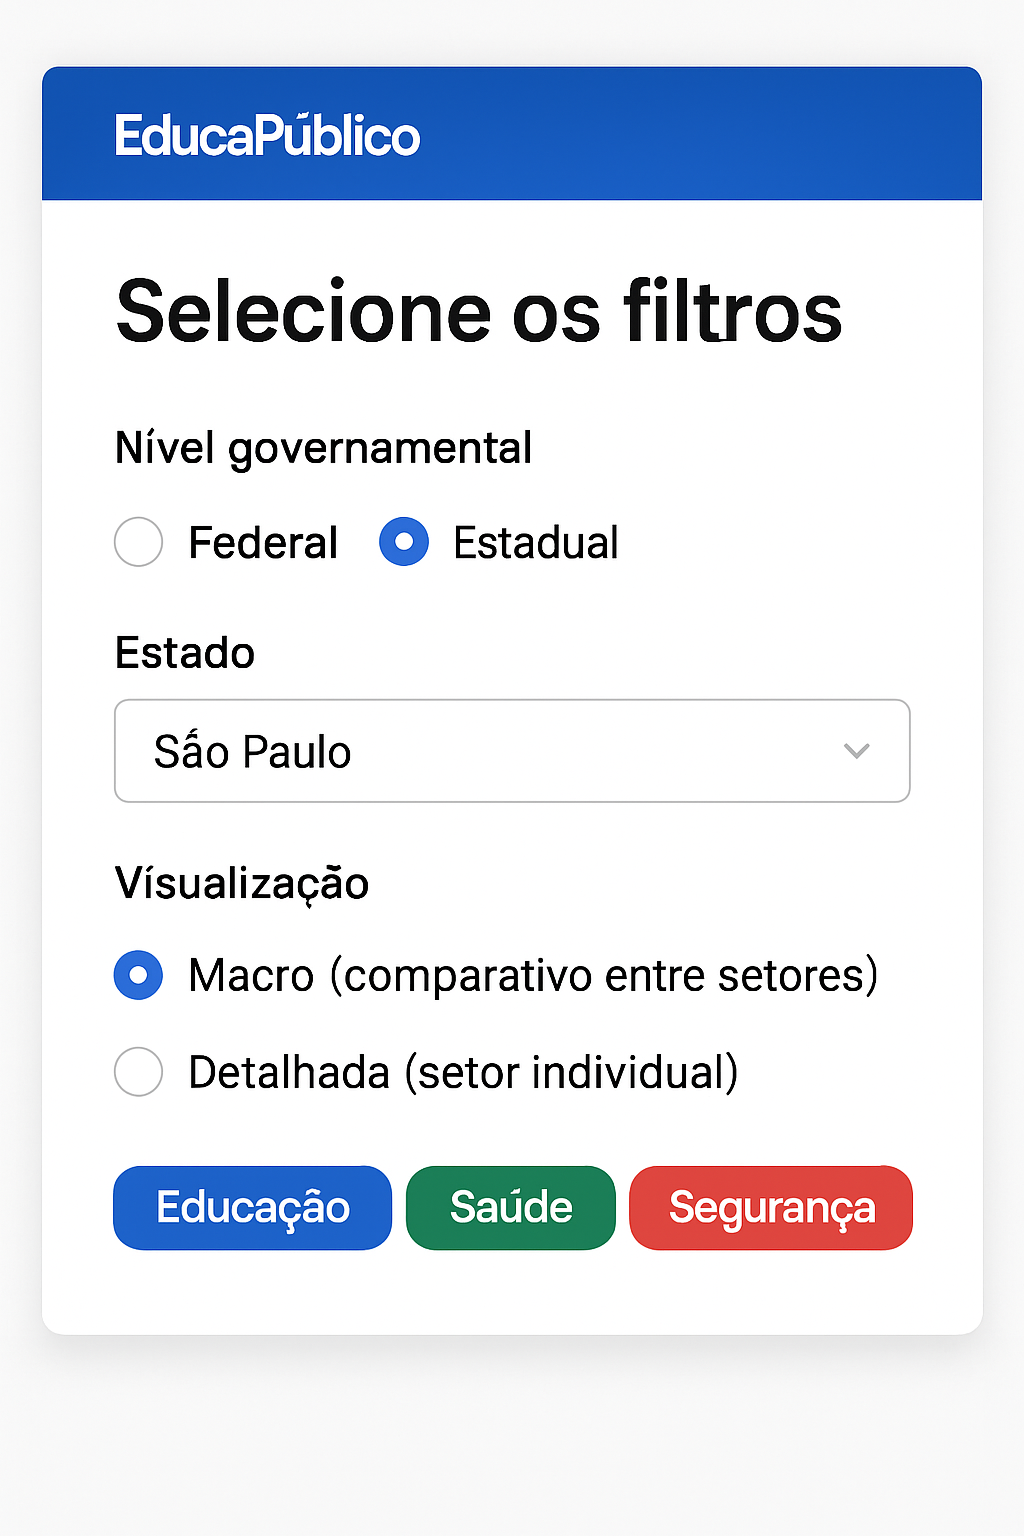 EducaPúblico
Selecione os filtros
Nível governamental
Federal Estadual
Estado
São Paulo
Vísualização
Macro (comparativo entre setores)
Detalhada (setor individual)
Educação Saúde Segurança